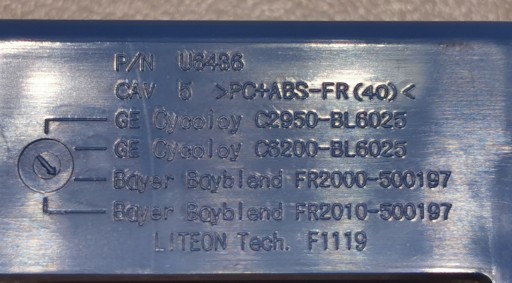 P/N U6486
CAV 5 >PC+ABS-FR(40)<
GE Cycoloy C2950-BL6025
GE Cycoloy C6200-BL6025
Bayer Bayblend FR2000-500197
Bayer Bayblend FR2010-500197
LITEON Tech. F1119